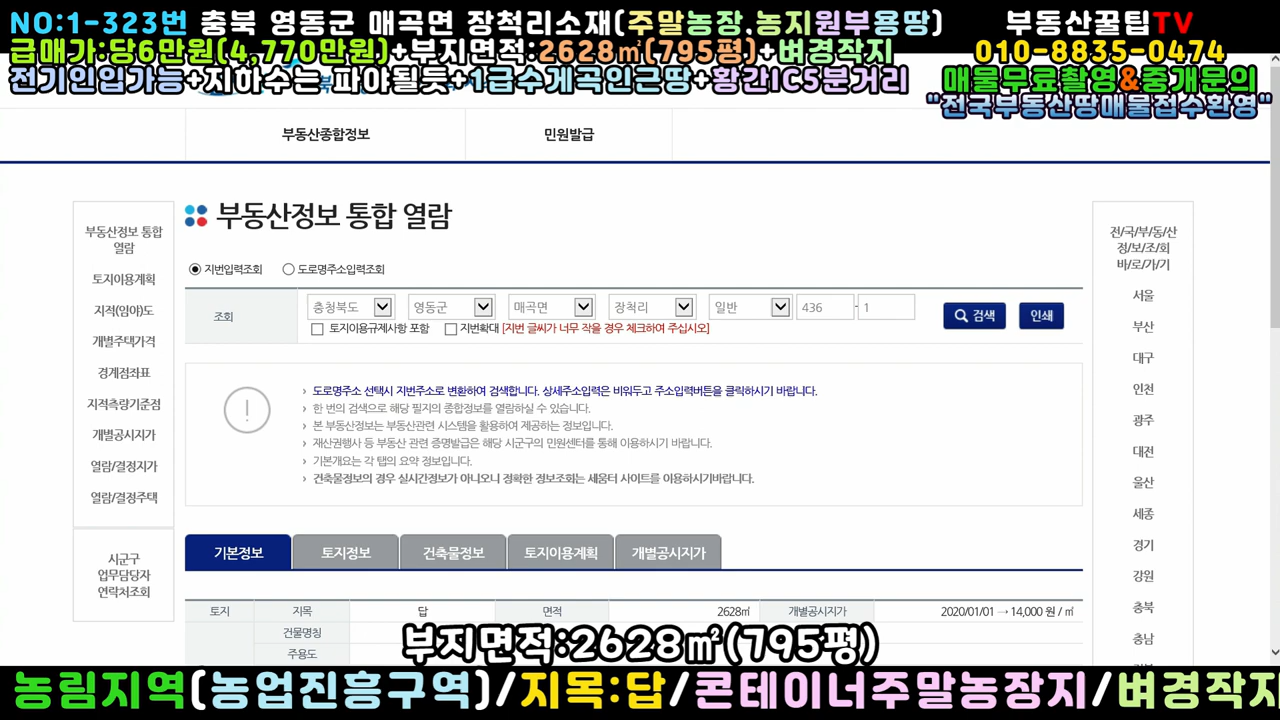 NO:1-323번 충북 영동군 매곡면 장척리소재(주말농장,농지원부용땅)
부동산꿀팁TV
급매가:당6만원(4,770만원)+부지면적:2628㎡(795평)+벼경작지
010-8835-0474
전기인입가능+지하수는 파야될듯+1급수계곡인근땅+황간IC5분거리
매물무료촬영&중개문의
"전국부동산땅매물접수환영"
부동산종합정보
민원발급
부동산정보 통합 열람
토지이용계획
지적(임야)도
개별주택가격
경계점좌표
지적측량기준점
개별공시지가
열람/결정지가
열람/결정주택
시군구
업무담당자
연락처조회
부동산정보 통합 열람
지번입력조회 도로명주소입력조회
조회 충청북도 영동군 매곡면 장척리 일반 436 - 1 검색 인쇄
토지이용규제사항 포함 지번확대 [지번 글씨가 너무 작을 경우 체크하여 주십시오]
› 도로명주소 선택시 지번주소로 변환하여 검색합니다. 상세주소입력은 비워두고 주소입력버튼을 클릭하시기 바랍니다.
› 한 번의 검색으로 해당 필지의 종합정보를 열람하실 수 있습니다.
› 본 부동산정보는 부동산관련 시스템을 활용하여 제공하는 정보입니다.
› 재산권행사 등 부동산 관련 증명발급은 해당 시군구의 민원센터를 통해 이용하시기 바랍니다.
› 기본개요는 각 탭의 요약 정보입니다.
› 건축물정보의 경우 실시간정보가 아니오니 정확한 정보조회는 세움터 사이트를 이용하시기바랍니다.
기본정보 토지정보 건축물정보 토지이용계획 개별공시지가
토지 지목 답 면적 2628㎡ 개별공시지가 2020/01/01 → 14,000 원 / ㎡
건물명칭
주용도
전/국/부/동/산
정/보/조/회
바/로/가/기
서울
부산
대구
인천
광주
대전
울산
세종
경기
강원
충북
충남
부지면적:2628㎡(795평)
농림지역(농업진흥구역)/지목:답/콘테이너주말농장지/벼경작지